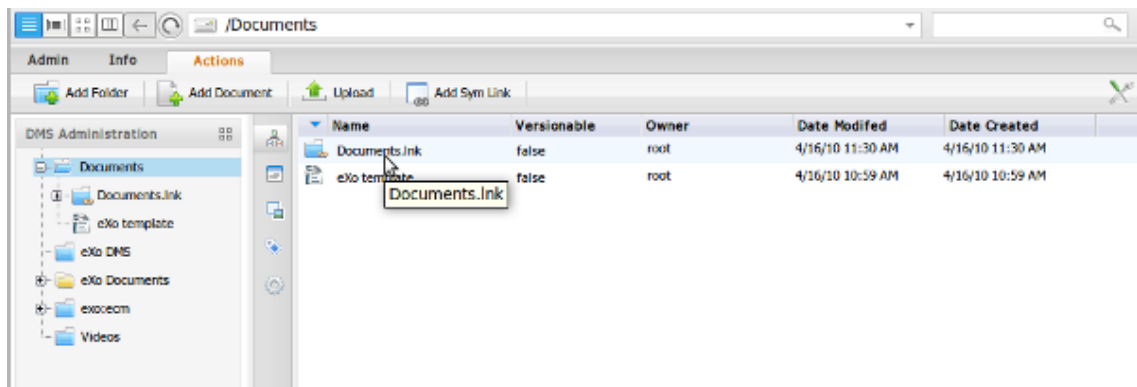 /Documents
Admin Info Actions
Add Folder Add Document Upload Add Sym Link
DMS Administration
Name Versionable Owner Date Modifed Date Created
Documents.lnk false root 4/16/10 11:30 AM 4/16/10 11:30 AM
eXo template false root 4/16/10 10:59 AM 4/16/10 10:59 AM
Documents.lnk
Documents
Documents.lnk
eXo template
eXo DMS
eXo Documents
exo:ecm
Videos